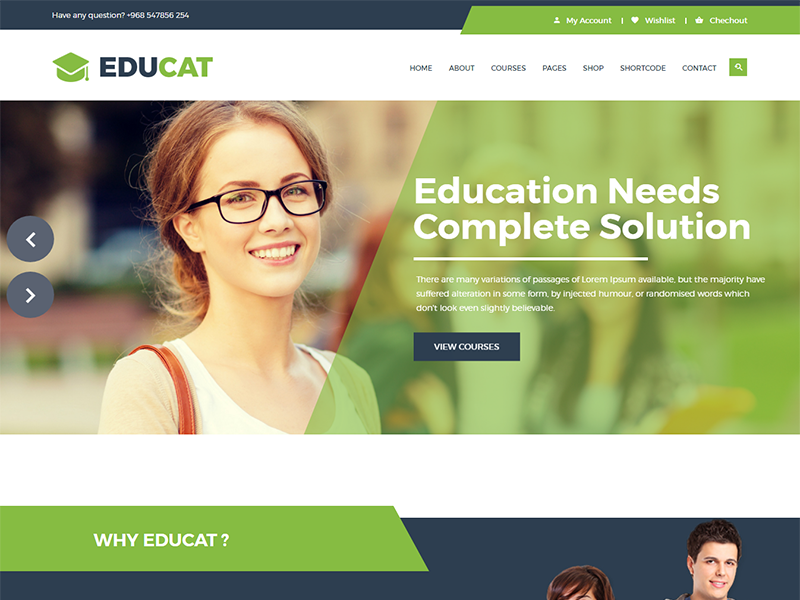 Have any question? +968 547856 254
My Account | Wishlist | Chechout
EDUCAT
HOME ABOUT COURSES PAGES SHOP SHORTCODE CONTACT
Education Needs
Complete Solution
There are many variations of passages of Lorem Ipsum available, but the majority have
suffered alteration in some form, by injected humour, or randomised words which
don't look even slightly believable.
VIEW COURSES
WHY EDUCAT ?